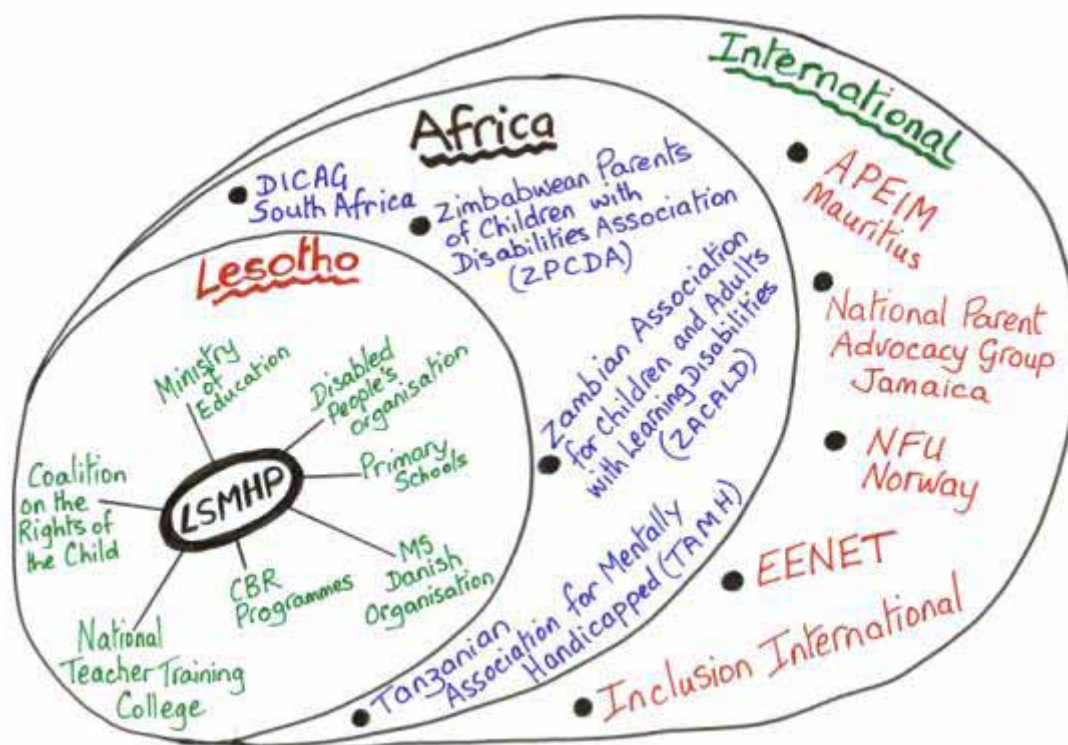 International
Africa
DICAG
South Africa
Zimbabwean Parents
of Children with
Disabilities Association
(ZPCDA)
Zambian Association
for Children and Adults
with Learning Disabilities
(ZACALD)
Tanzanian
Association for Mentally
Handicapped (TAMH)
Lesotho
Ministry
of
Education
Disabled
People's
organisation
Primary
Schools
MS
Danish
Organisation
CBR
Programmes
National
Teacher Training
College
Coalition
on the
Rights of
the Child
LSMHP
APEIM
Mauritius
National Parent
Advocacy Group
Jamaica
NFU
Norway
EENET
Inclusion International